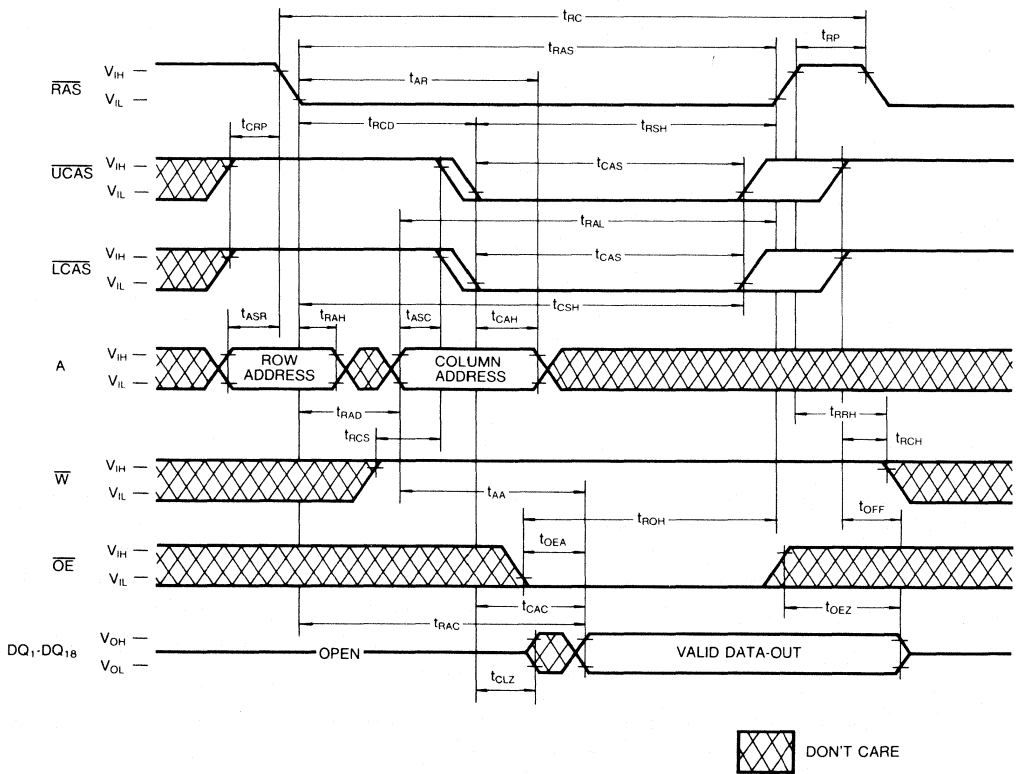 tRC
tRAS
tRP
tAR
RAS
VIH
VIL
tCRP
tRCD
tRSH
UCAS
VIH
VIL
tCAS
tRAL
LCAS
VIH
VIL
tCAS
tCSH
tASR
tRAH
tASC
tCAH
A
VIH
VIL
ROW
ADDRESS
COLUMN
ADDRESS
tRAD
tRRH
tRCS
tRCH
W
VIH
VIL
tAA
tROH
tOFF
tOEA
OE
VIH
VIL
tCAC
tOEZ
tRAC
DQ1-DQ18
VOH
VOL
OPEN
VALID DATA-OUT
tCLZ
DON'T CARE